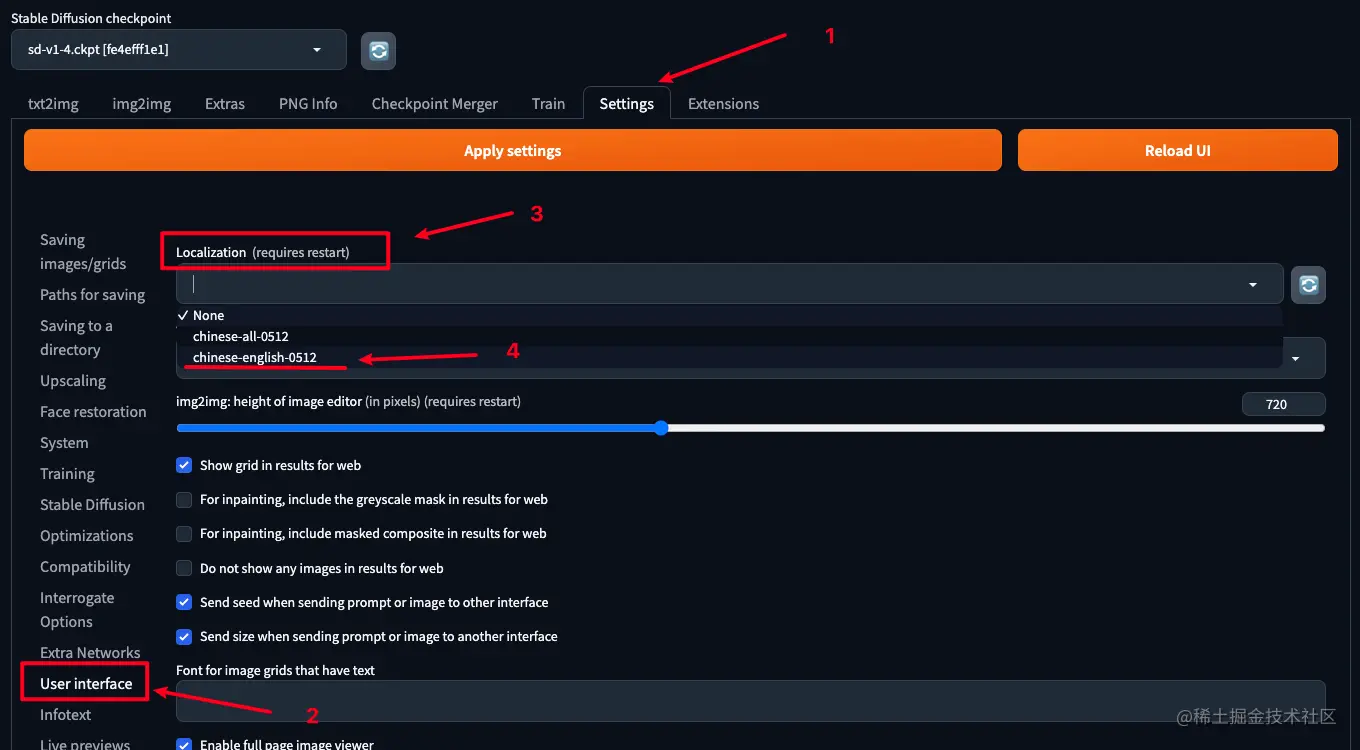 Stable Diffusion checkpoint
sd-v1-4.ckpt [fe4efff1e1]
1
txt2img img2img Extras PNG Info Checkpoint Merger Train Settings Extensions
Apply settings Reload UI
3
Saving
images/grids
Paths for saving
Saving to a
directory
Upscaling
Face restoration
System
Training
Stable Diffusion
Optimizations
Compatibility
Interrogate
Options
Extra Networks
User interface
Infotext
Live previews
2
Localization (requires restart)
✓ None
chinese-all-0512
chinese-english-0512
4
img2img: height of image editor (in pixels) (requires restart)
720
Show grid in results for web
For inpainting, include the greyscale mask in results for web
For inpainting, include masked composite in results for web
Do not show any images in results for web
Send seed when sending prompt or image to other interface
Send size when sending prompt or image to another interface
Font for image grids that have text
Enable full page image viewer
@稀土掘金技术社区